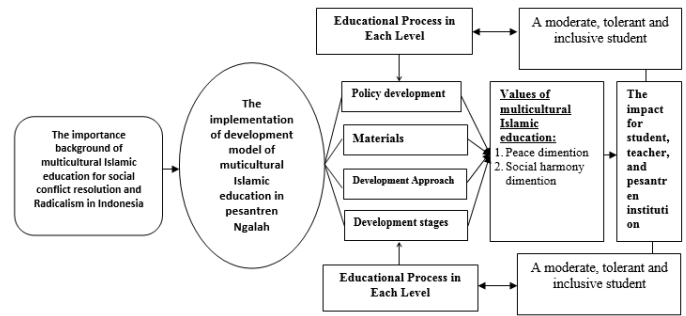 Educational Process in
Each Level
A moderate, tolerant and
inclusive student
The importance
background of
multicultural Islamic
education for social
conflict resolution and
Radicalism in Indonesia
The
implementation
of development
model of
muticultural
Islamic
education in
pesantren
Ngalah
Policy development
Materials
Development Approach
Development stages
Values of
multicultural
Islamic
education:
1. Peace dimention
2. Social harmony
dimention
The
impact
for
student,
teacher,
and
pesantr
en
instituti
on
Educational Process in
Each Level
A moderate, tolerant and
inclusive student